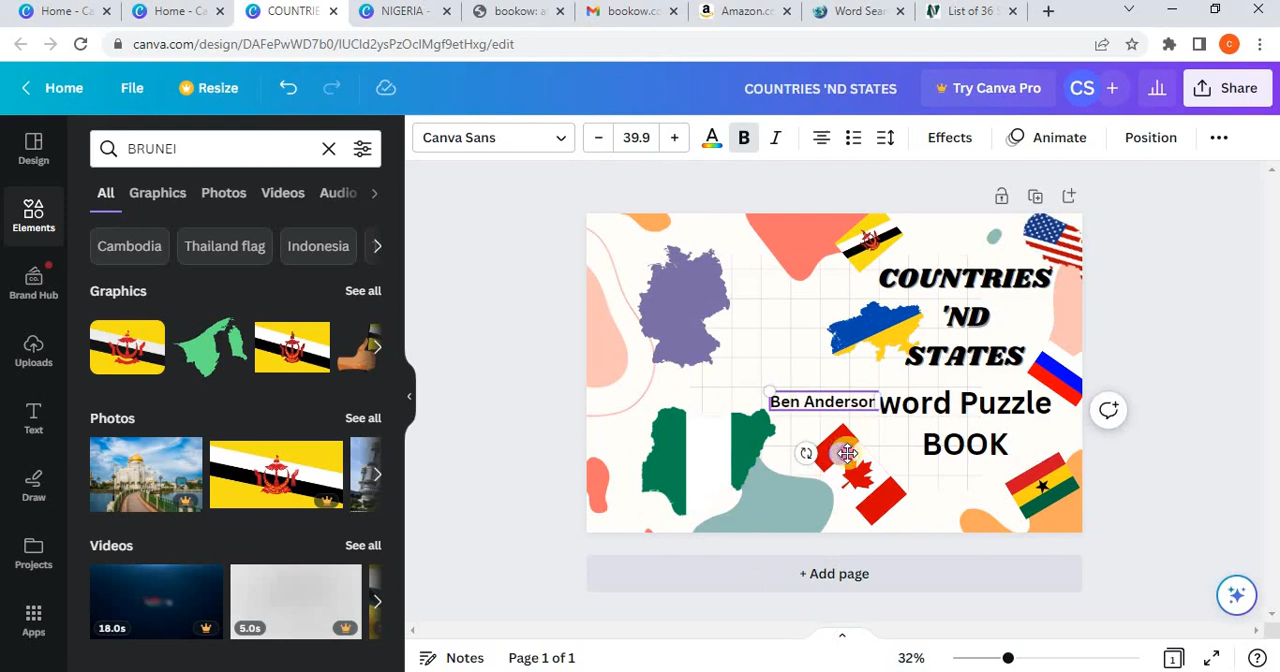 Home - Ca
Home - Ca
COUNTRIE
NIGERIA -
bookow: a
bookow.co
Amazon.c
Word Sear
List of 36 S
canva.com/design/DAFePwWD7b0/IUCld2ysPzOcIMgf9etHxg/edit
C
Home
File
Resize
COUNTRIES 'ND STATES
Try Canva Pro
CS
Share
Design
Elements
CO.
Brand Hub
Uploads
Text
Draw
Projects
Apps
BRUNEI
All
Graphics
Photos
Videos
Audio
Cambodia
Thailand flag
Indonesia
Graphics
See all
Photos
See all
Videos
See all
18.0s
5.0s
Canva Sans
39.9
A
B
I
Effects
Animate
Position
COUNTRIES
'ND
STATES
Ben Anderson
word Puzzle
BOOK
+ Add page
Notes
Page 1 of 1
32%
1